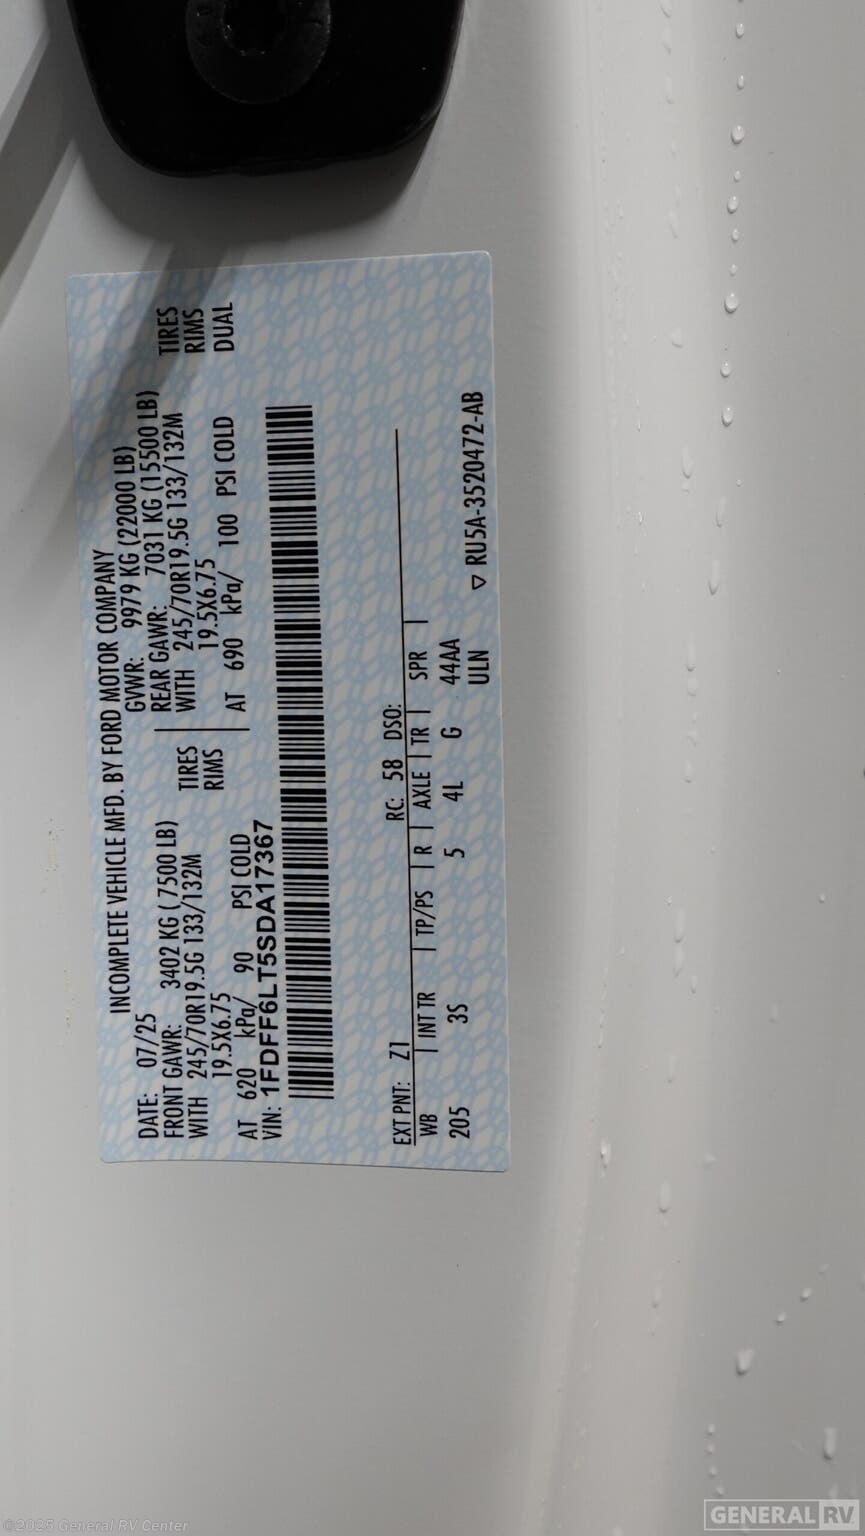 INCOMPLETE VEHICLE MFD. BY FORD MOTOR COMPANY
DATE: 07/25 GVWR: 9979 KG (22000 LB)
FRONT GAWR: 3402 KG ( 7500 LB) REAR GAWR: 7031 KG (15500 LB)
WITH 245/70R19.5G 133/132M TIRES WITH 245/70R19.5G 133/132M TIRES
19.5X6.75 RIMS 19.5X6.75 RIMS
AT 620 kPa/ 90 PSI COLD AT 690 kPa/ 100 PSI COLD DUAL
VIN: 1FDFF6LT5SDA17367
EXT PNT: Z1 RC: 58 DSO:
WB INT TR TP/PS R AXLE TR SPR
205 3S 5 4L G 44AA
ULN
▽ RU5A-3520472-AB
©2025 General RV Center
GENERAL RV